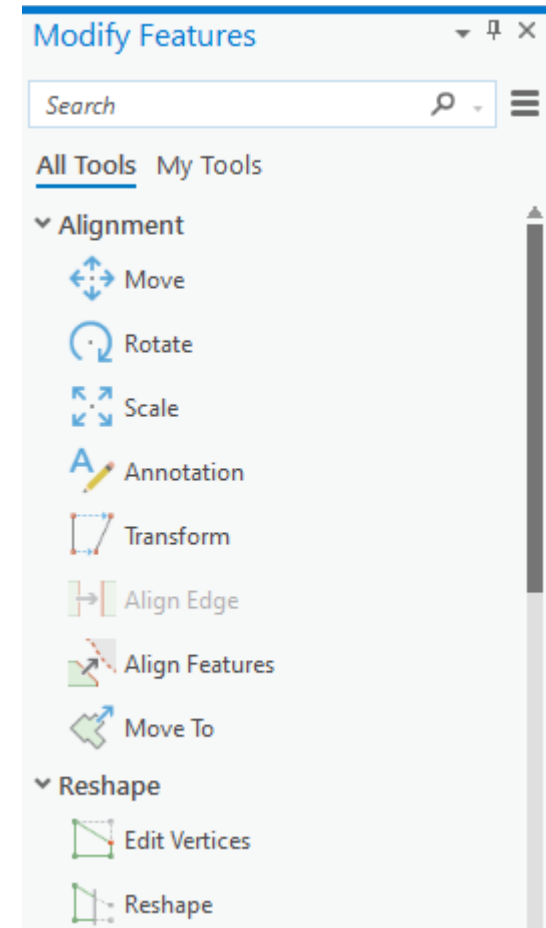 Modify Features
Search
All Tools My Tools
Alignment
Move
Rotate
Scale
Annotation
Transform
Align Edge
Align Features
Move To
Reshape
Edit Vertices
Reshape